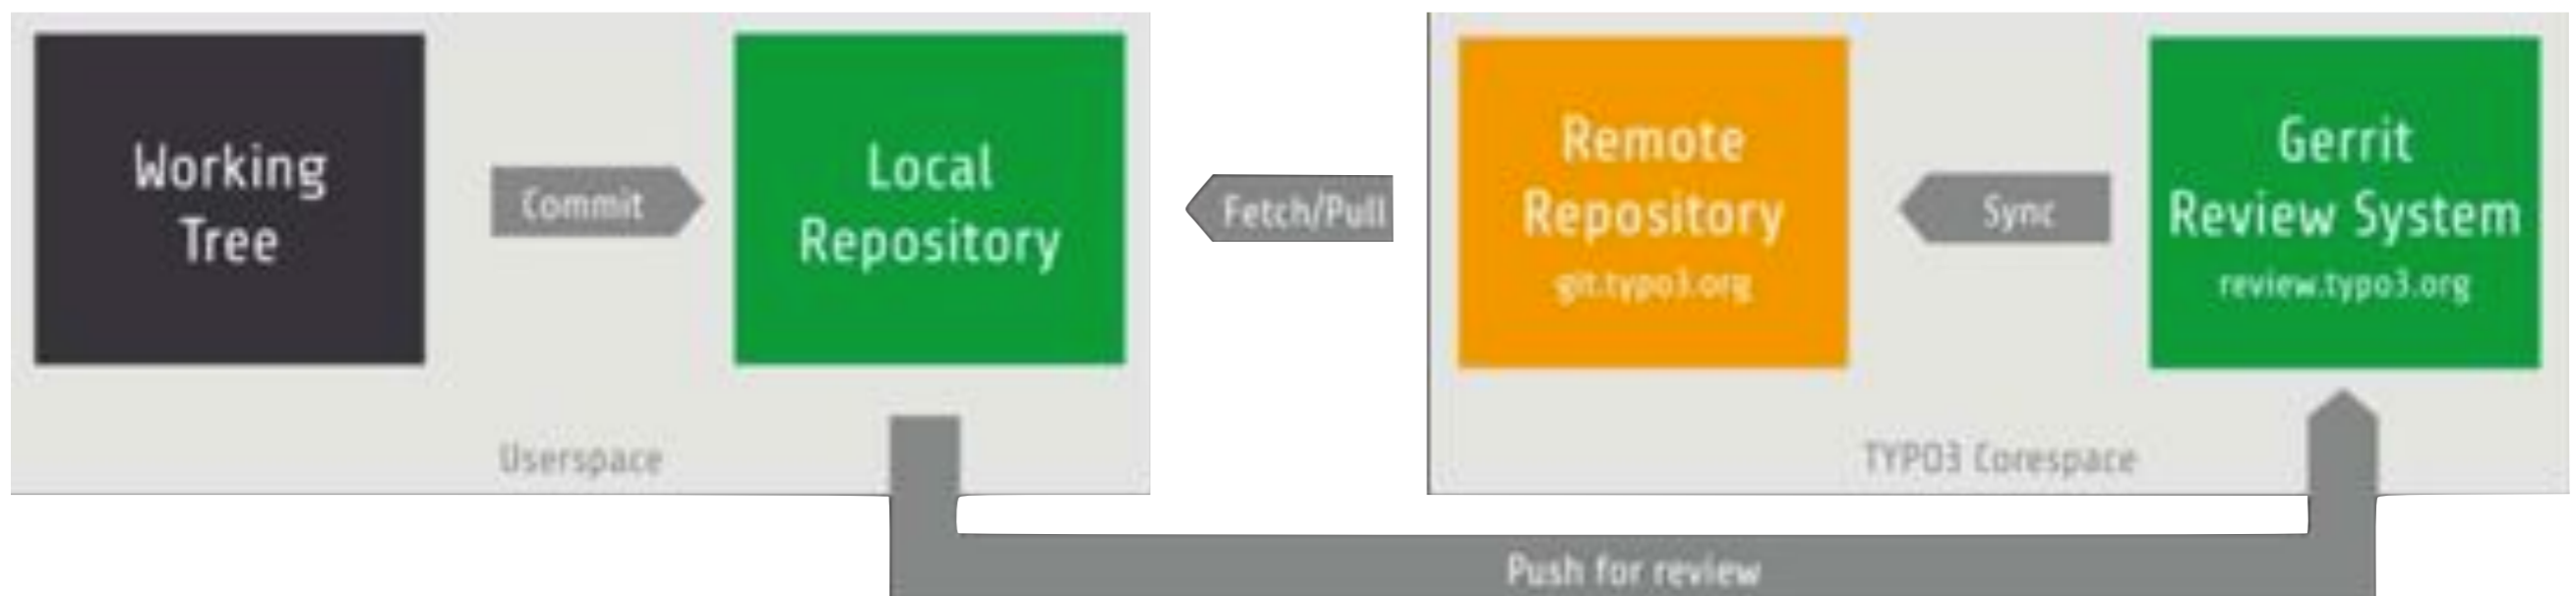 Working
Tree
Commit
Local
Repository
Fetch/Pull
Remote
Repository
git.typo3.org
Sync
Gerrit
Review System
review.typo3.org
Userspace
TYPO3 Corespace
Push for review